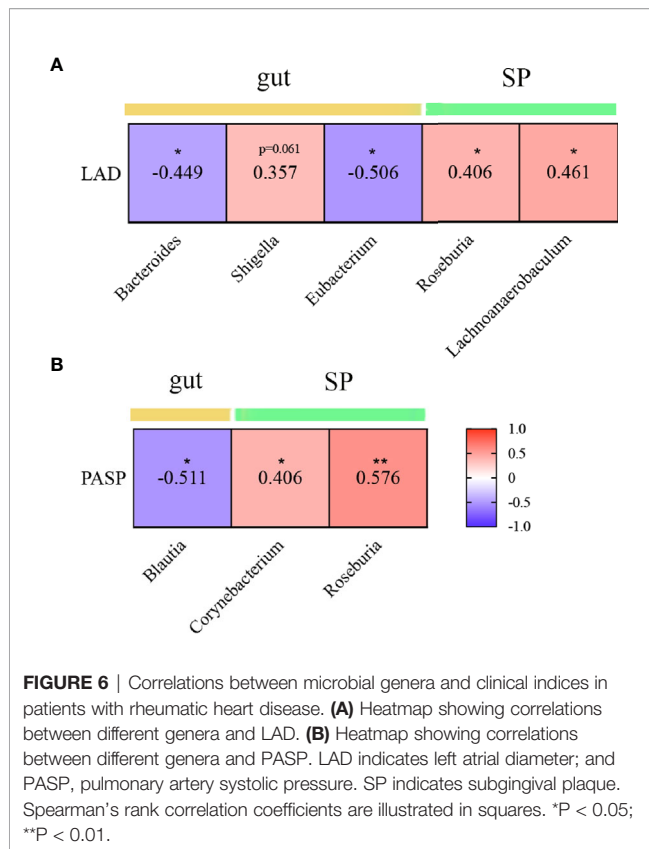 A
gut SP
* p=0.061 * * *
LAD -0.449 0.357 -0.506 0.406 0.461
Bacteroides Shigella Eubacterium Roseburia Lachnoanaerobaculum
B
gut SP
* * **
PASP -0.511 0.406 0.576
Blautia Corynebacterium Roseburia
1.0
0.5
0
-0.5
-1.0
FIGURE 6 | Correlations between microbial genera and clinical indices in
patients with rheumatic heart disease. (A) Heatmap showing correlations
between different genera and LAD. (B) Heatmap showing correlations
between different genera and PASP. LAD indicates left atrial diameter; and
PASP, pulmonary artery systolic pressure. SP indicates subgingival plaque.
Spearman's rank correlation coefficients are illustrated in squares. *P < 0.05;
**P < 0.01.